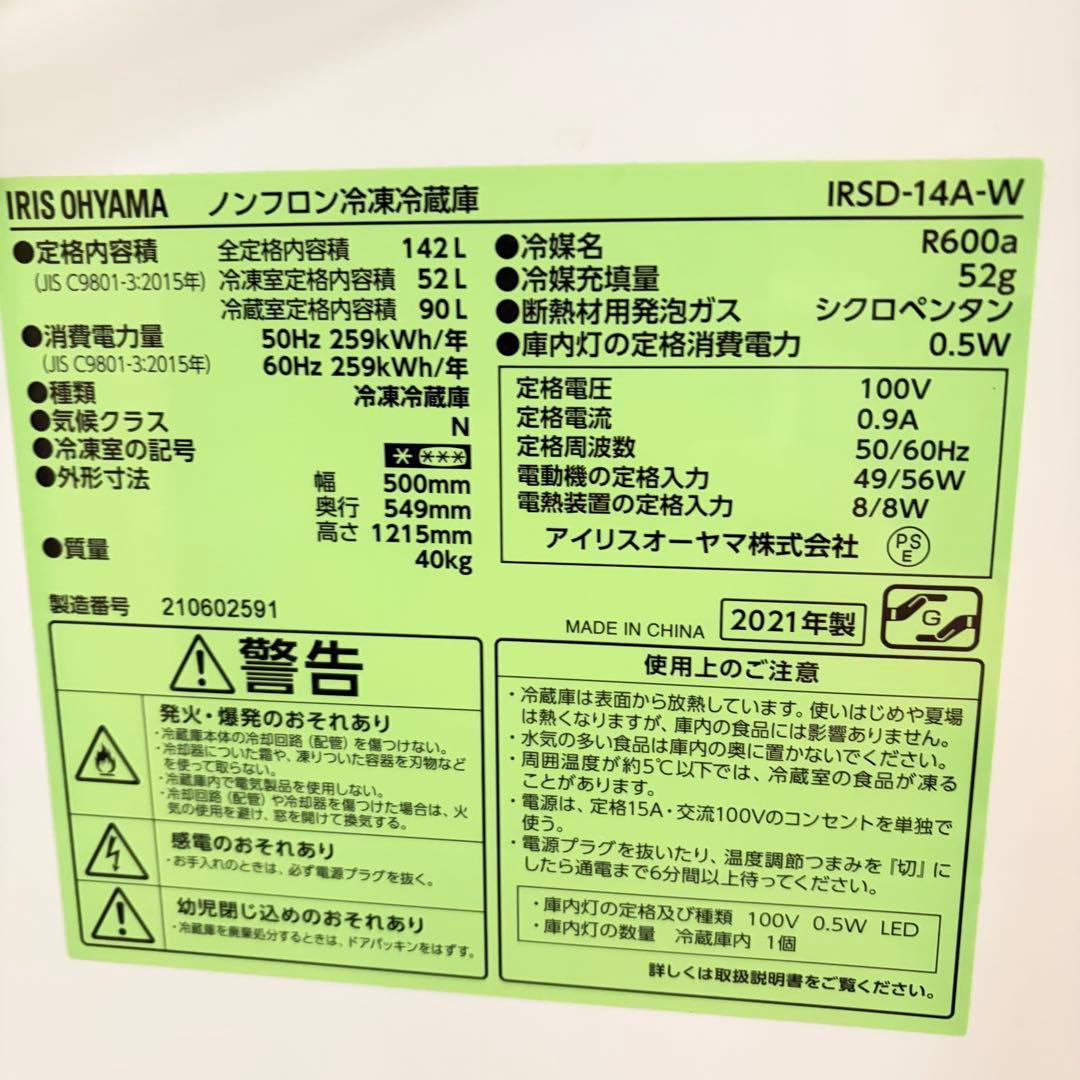 IRIS OHYAMA ノンフロン冷凍冷蔵庫 IRSD-14A-W
●定格内容積 全定格内容積 142L
(JIS C9801-3:2015年) 冷凍室定格内容積 52L
冷蔵室定格内容積 90L
●消費電力量 50Hz 259kWh/年
(JIS C9801-3:2015年) 60Hz 259kWh/年
●種類 冷凍冷蔵庫
●気候クラス N
●冷凍室の記号 * ***
●外形寸法 幅 500mm
奥行 549mm
高さ 1215mm
●質量 40kg
●冷媒名 R600a
●冷媒充填量 52g
●断熱材用発泡ガス シクロペンタン
●庫内灯の定格消費電力 0.5W
定格電圧 100V
定格電流 0.9A
定格周波数 50/60Hz
電動機の定格入力 49/56W
電熱装置の定格入力 8/8W
アイリスオーヤマ株式会社 PS E
製造番号 210602591
MADE IN CHINA 2021年製 G
警告
発火・爆発のおそれあり
・冷蔵庫本体の冷却回路（配管）を傷つけない。
・冷却器についた霜や、凍りついた容器を刃物など
を使って取らない。
・冷蔵庫内で電気製品を使用しない。
・冷却回路（配管）や冷却器を傷つけた場合は、火
気の使用を避け、窓を開けて換気する。
感電のおそれあり
・お手入れのときは、必ず電源プラグを抜く。
幼児閉じ込めのおそれあり
・冷蔵庫を廃棄処分するときは、ドアパッキンをはずす。
使用上のご注意
・冷蔵庫は表面から放熱しています。使いはじめや夏場
は熱くなりますが、庫内の食品には影響ありません。
・水気の多い食品は庫内の奥に置かないでください。
・周囲温度が約5℃以下では、冷蔵室の食品が凍る
ことがあります。
・電源は、定格15A・交流100Vのコンセントを単独で
使う。
・電源プラグを抜いたり、温度調節つまみを『切』に
したら通電まで6分間以上待ってください。
・庫内灯の定格及び種類 100V 0.5W LED
・庫内灯の数量 冷蔵庫内 1個
詳しくは取扱説明書をご覧ください。